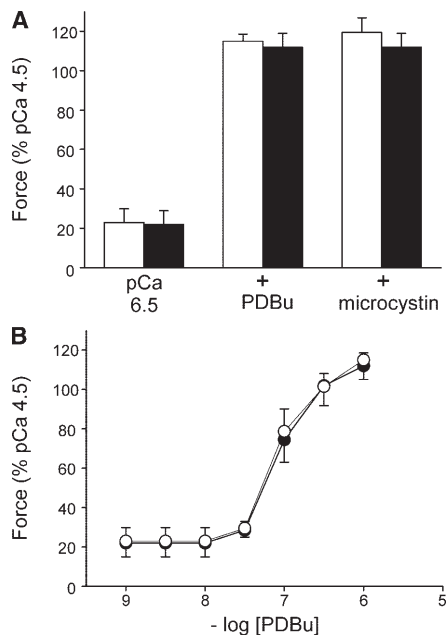 A
Force (% pCa 4.5)
120
100
80
60
40
20
0
pCa 6.5
+ PDBu
+ microcystin
B
Force (% pCa 4.5)
120
100
80
60
40
20
0
9 8 7 6 5
- log [PDBu]